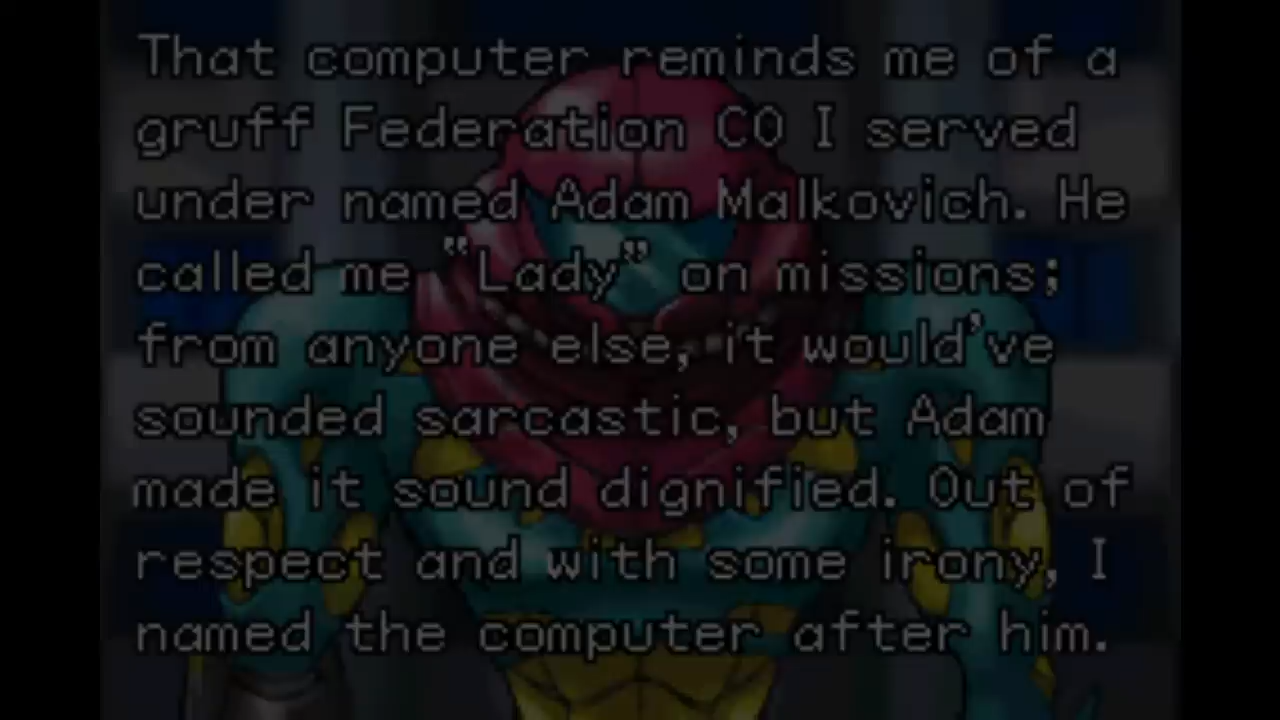 That computer reminds me of a
gruff Federation CO I served
under named Adam Malkovich. He
called me "Lady" on missions;
from anyone else, it would've
sounded sarcastic, but Adam
made it sound dignified. Out of
respect and with some irony, I
named the computer after him.